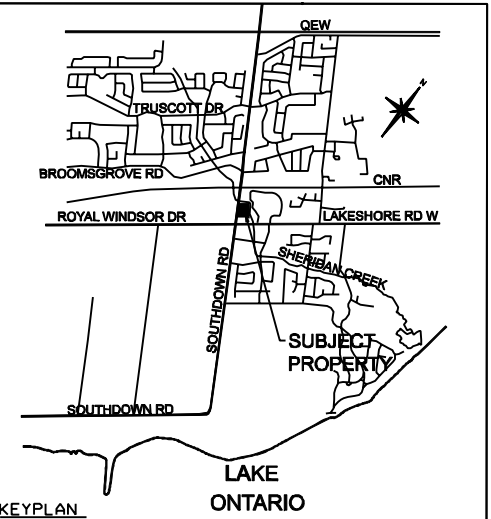 QEW
N
TRUSCOTT DR
BROOMSGROVE RD
CNR
ROYAL WINDSOR DR
LAKESHORE RD W
SOUTHDOWN RD
SHERIDAN CREEK
SUBJECT
PROPERTY
SOUTHDOWN RD
LAKE
ONTARIO
KEYPLAN